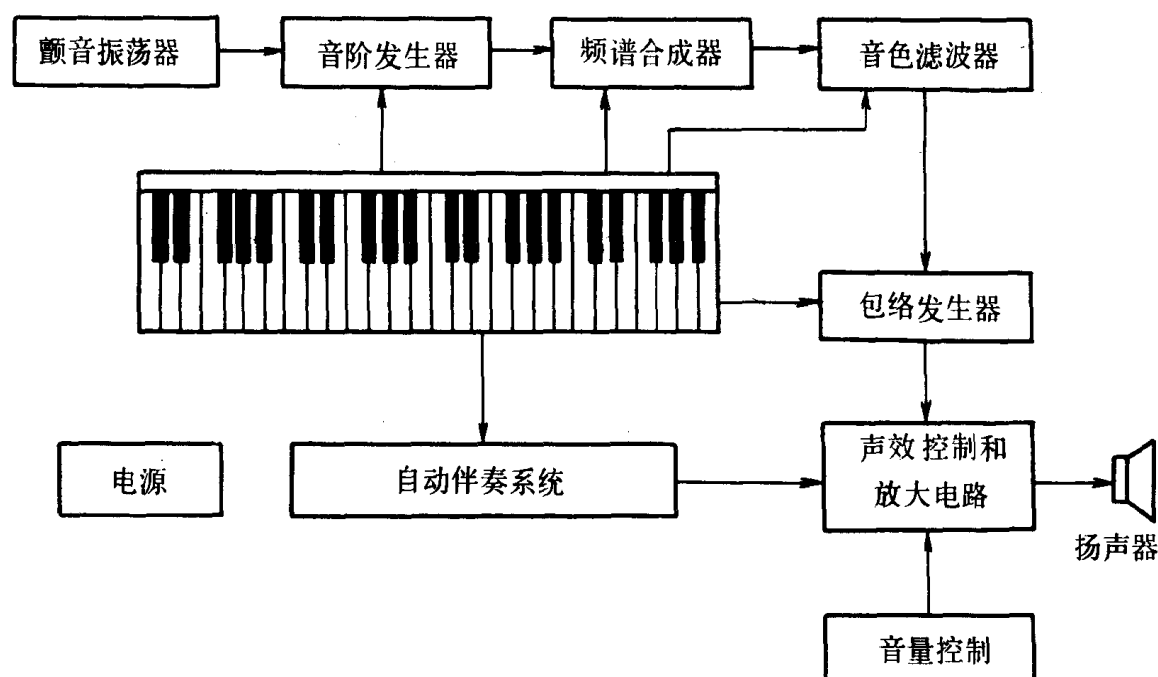 颤音振荡器
音阶发生器
频谱合成器
音色滤波器
包络发生器
电源
自动伴奏系统
声效控制和
放大电路
扬声器
音量控制